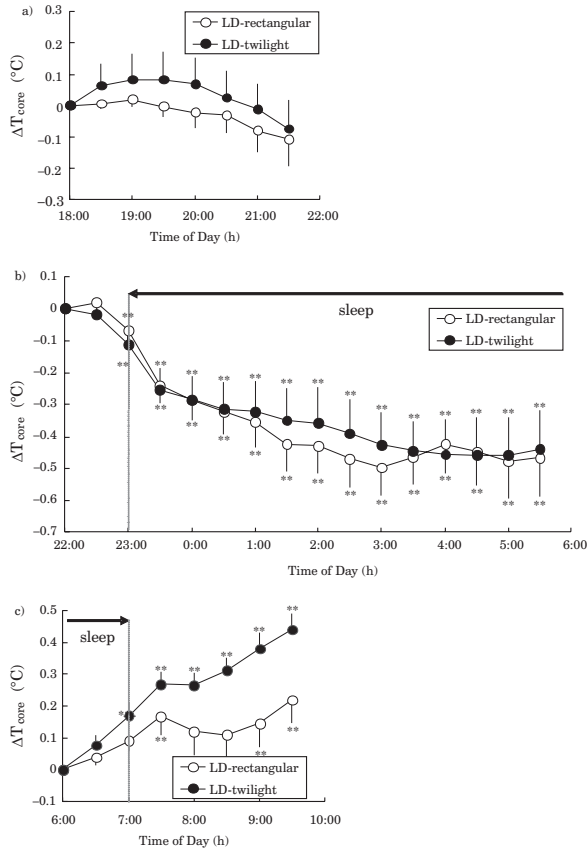 a)
LD-rectangular
LD-twilight
0.3
0.2
0.1
0
−0.1
−0.2
−0.3
ΔTcore (°C)
18:00 19:00 20:00 21:00 22:00
Time of Day (h)
b)
0.1
0
−0.1
−0.2
−0.3
−0.4
−0.5
−0.6
−0.7
ΔTcore (°C)
sleep
LD-rectangular
LD-twilight
** ** ** ** ** ** ** ** ** ** ** ** ** **
** ** ** ** ** ** ** ** ** ** ** ** ** **
22:00 23:00 0:00 1:00 2:00 3:00 4:00 5:00 6:00
Time of Day (h)
c)
0.5
0.4
0.3
0.2
0.1
0
−0.1
ΔTcore (°C)
sleep
* ** ** ** ** **
** ** **
LD-rectangular
LD-twilight
6:00 7:00 8:00 9:00 10:00
Time of Day (h)